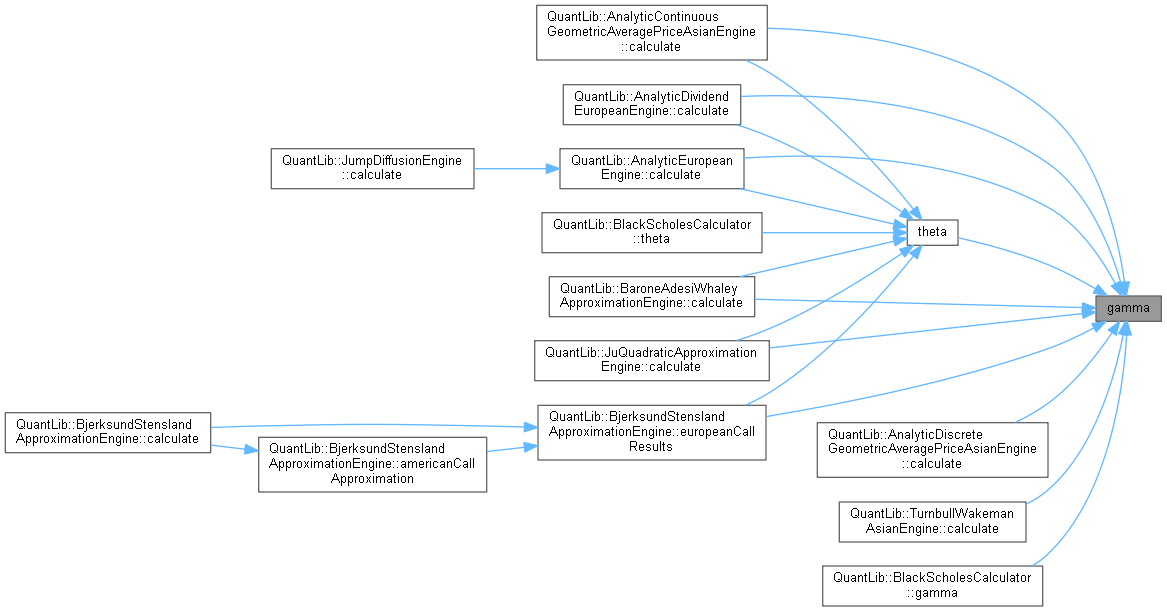 QuantLib::AnalyticContinuous
GeometricAveragePriceAsianEngine
::calculate
QuantLib::AnalyticDividend
EuropeanEngine::calculate
QuantLib::JumpDiffusionEngine
::calculate
QuantLib::AnalyticEuropean
Engine::calculate
QuantLib::BlackScholesCalculator
::theta
theta
QuantLib::BaroneAdesiWhaley
ApproximationEngine::calculate
gamma
QuantLib::JuQuadraticApproximation
Engine::calculate
QuantLib::BjerksundStensland
ApproximationEngine::calculate
QuantLib::BjerksundStensland
ApproximationEngine::americanCall
Approximation
QuantLib::BjerksundStensland
ApproximationEngine::europeanCall
Results
QuantLib::AnalyticDiscrete
GeometricAveragePriceAsianEngine
::calculate
QuantLib::TurnbullWakeman
AsianEngine::calculate
QuantLib::BlackScholesCalculator
::gamma